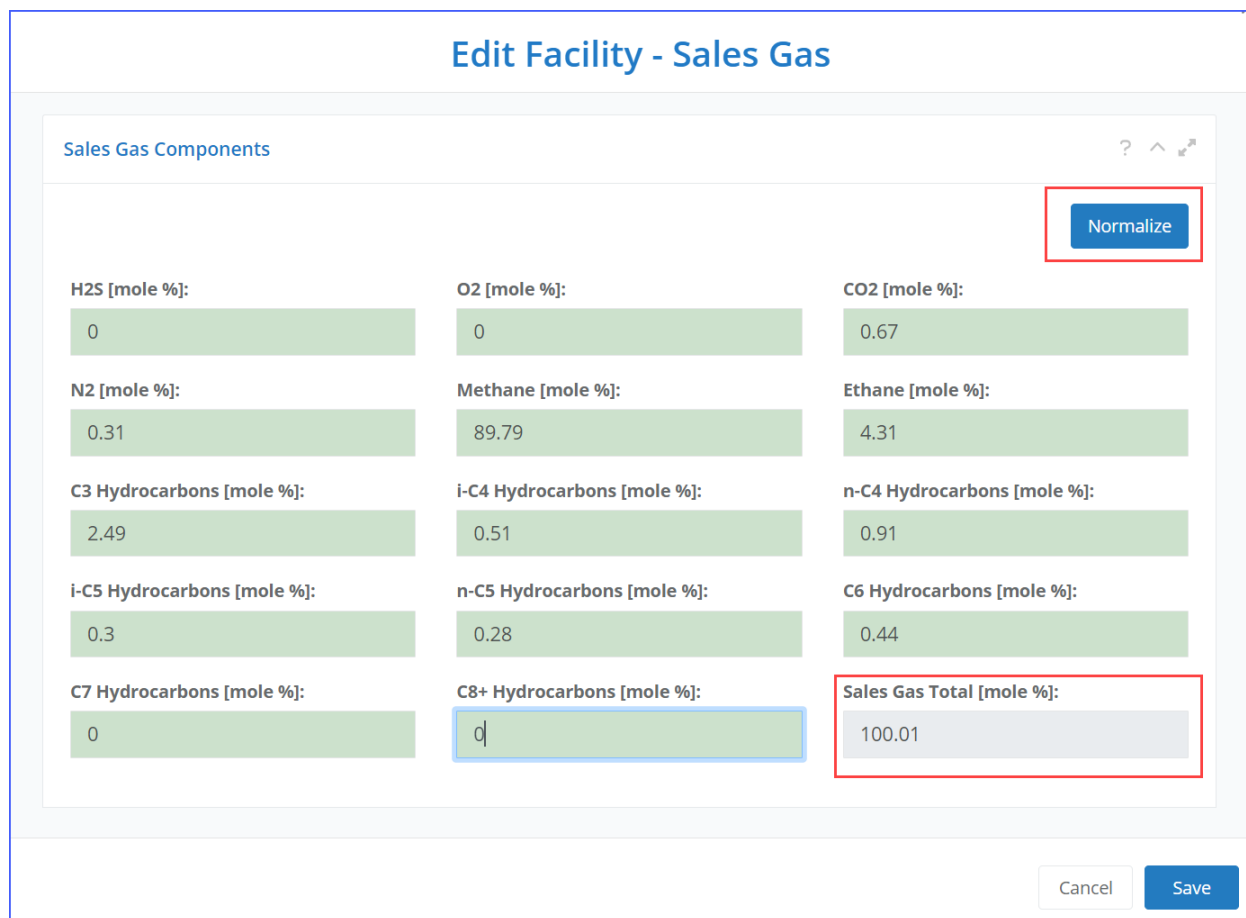 Edit Facility - Sales Gas
Sales Gas Components
?
Normalize
H2S [mole %]: O2 [mole %]: CO2 [mole %]:
0 0 0.67
N2 [mole %]: Methane [mole %]: Ethane [mole %]:
0.31 89.79 4.31
C3 Hydrocarbons [mole %]: i-C4 Hydrocarbons [mole %]: n-C4 Hydrocarbons [mole %]:
2.49 0.51 0.91
i-C5 Hydrocarbons [mole %]: n-C5 Hydrocarbons [mole %]: C6 Hydrocarbons [mole %]:
0.3 0.28 0.44
C7 Hydrocarbons [mole %]: C8+ Hydrocarbons [mole %]: Sales Gas Total [mole %]:
0 0 100.01
Cancel Save